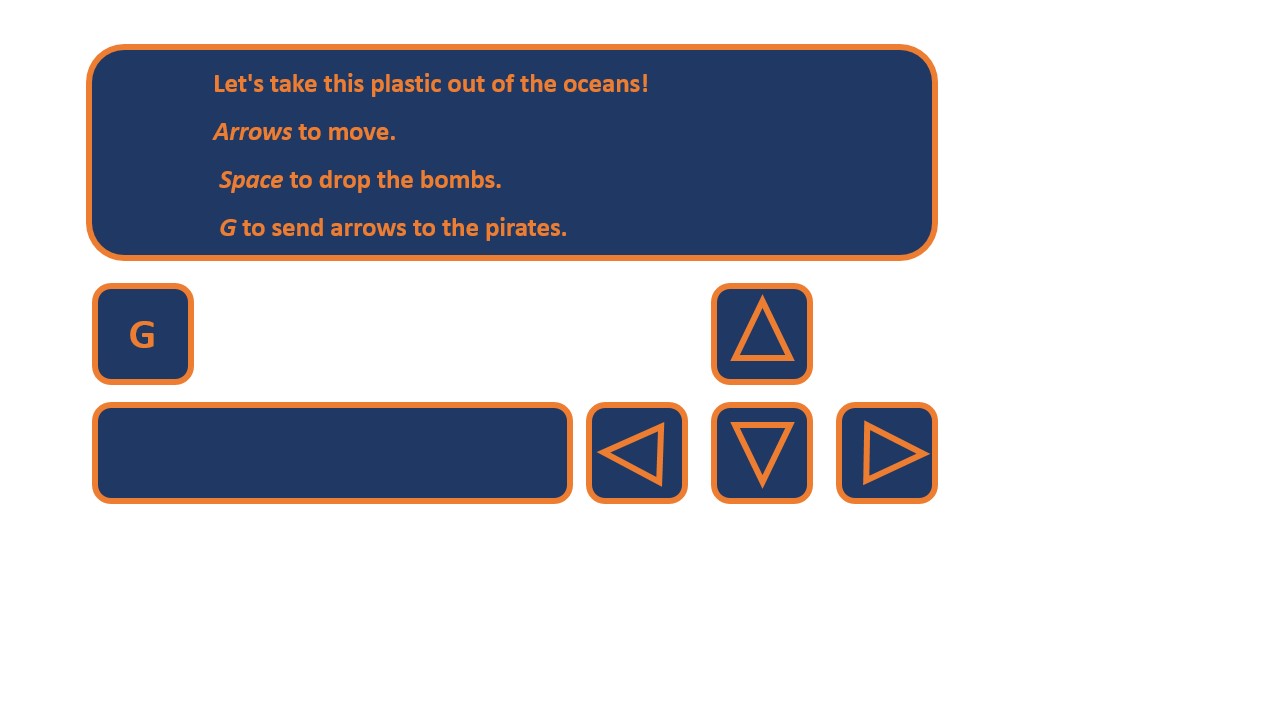 Let's take this plastic out of the oceans!
Arrows to move.
Space to drop the bombs.
G to send arrows to the pirates.
G